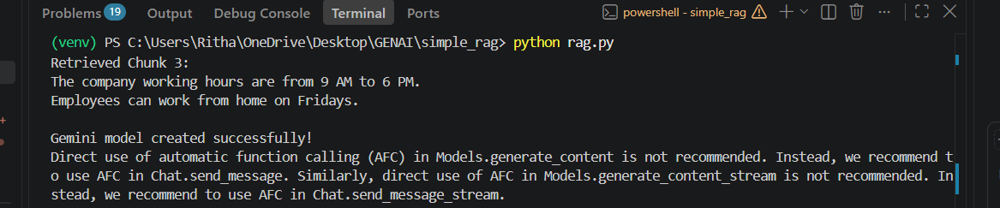 Problems 19 Output Debug Console Terminal Ports powershell - simple_rag
(venv) PS C:\Users\Ritha\OneDrive\Desktop\GENAI\simple_rag> python rag.py
Retrieved Chunk 3:
The company working hours are from 9 AM to 6 PM.
Employees can work from home on Fridays.
Gemini model created successfully!
Direct use of automatic function calling (AFC) in Models.generate_content is not recommended. Instead, we recommend t
o use AFC in Chat.send_message. Similarly, direct use of AFC in Models.generate_content_stream is not recommended. In
stead, we recommend to use AFC in Chat.send_message_stream.